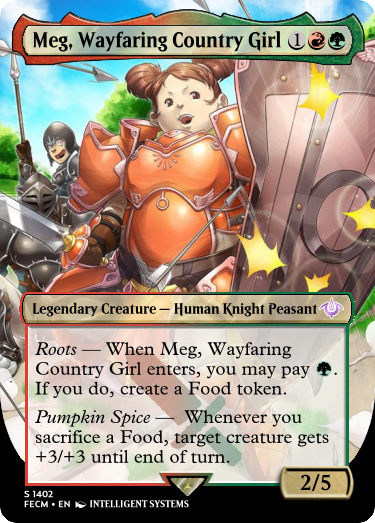 Meg, Wayfaring Country Girl 1
Legendary Creature — Human Knight Peasant
Roots — When Meg, Wayfaring
Country Girl enters, you may pay .
If you do, create a Food token.
Pumpkin Spice — Whenever you
sacrifice a Food, target creature gets
+3/+3 until end of turn.
2/5
S 1402
FECM • EN INTELLIGENT SYSTEMS